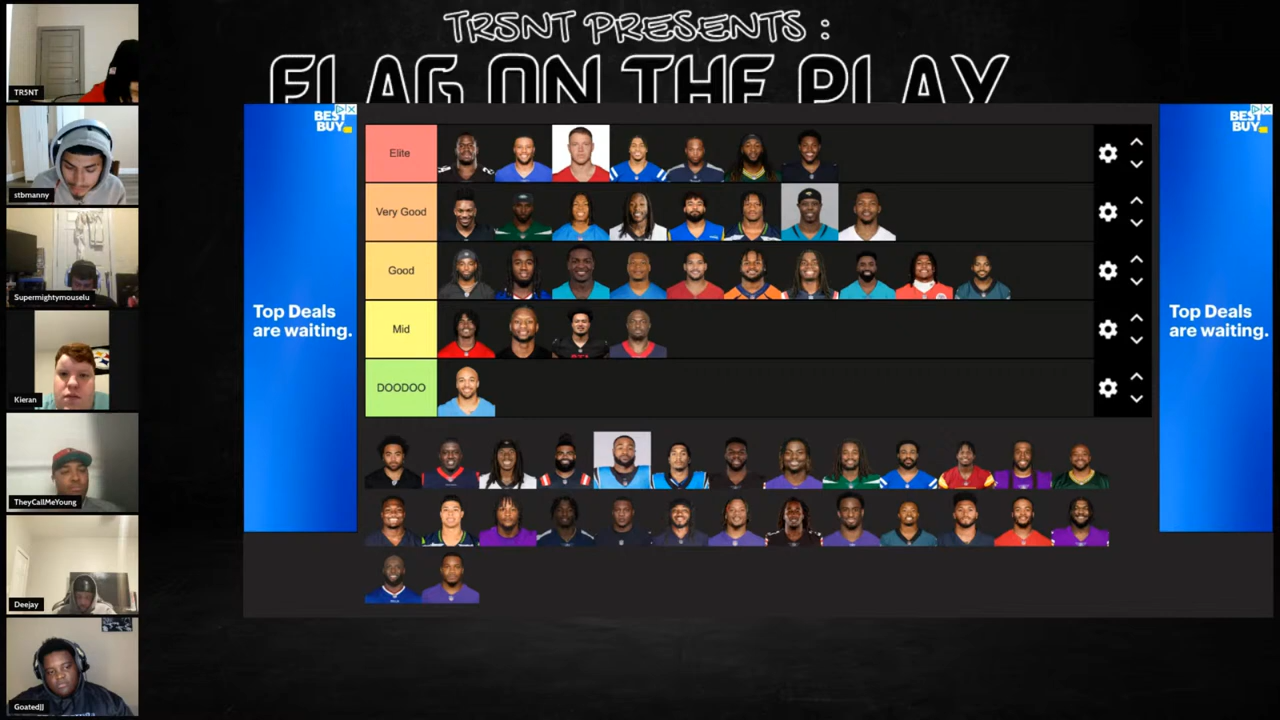 TR5NT PRESENTS :
FLAG ON THE PLAY
TR5NT
stbmanny
Supermightymouselu
Kieran
TheyCallMeYoung
Deejay
GoatedJJ
BEST
BUY
Top Deals
are waiting.
Elite
Very Good
Good
Mid
DOODOO
BEST
BUY
Top Deals
are waiting.